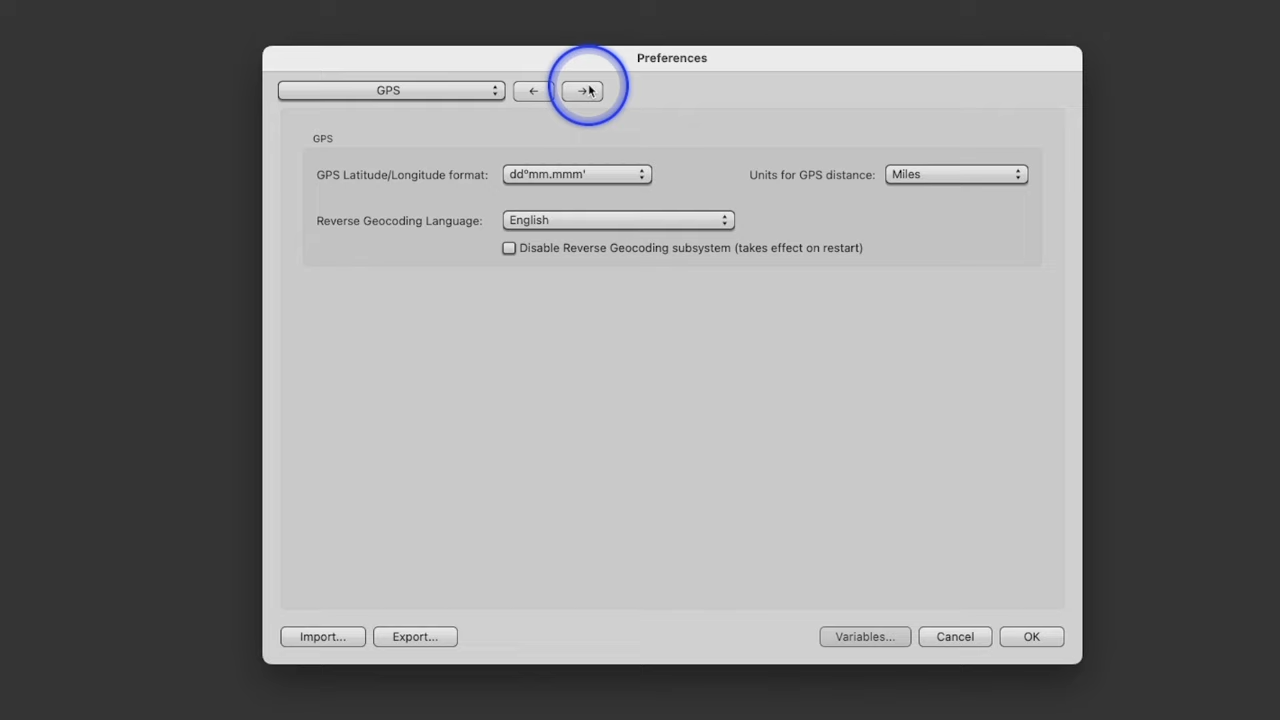 Preferences
GPS ← →
GPS
GPS Latitude/Longitude format: dd°mm.mmm' Units for GPS distance: Miles
Reverse Geocoding Language: English
Disable Reverse Geocoding subsystem (takes effect on restart)
Import... Export... Variables... Cancel OK